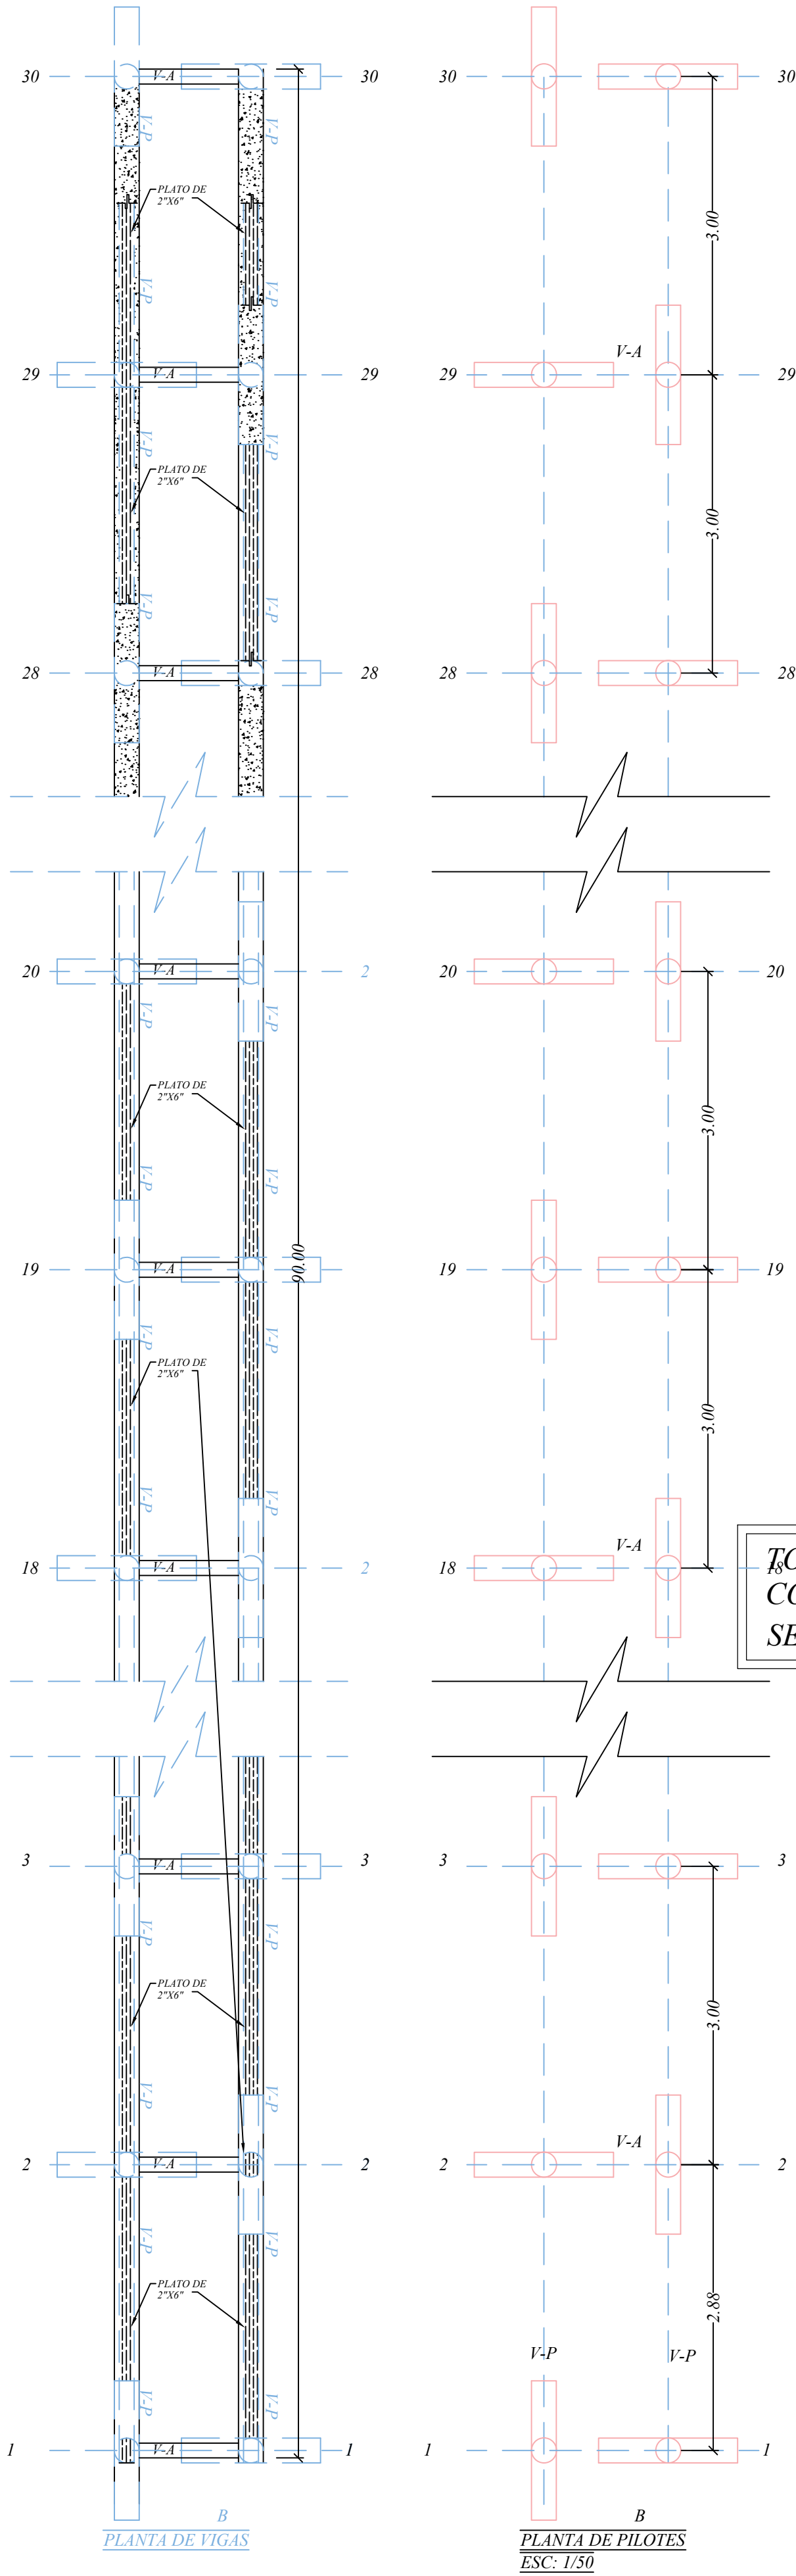 30
V-A
30
V-P
V-P
PLATO DE
2"X6"
V-P
V-P
29
V-A
29
V-P
V-P
PLATO DE
2"X6"
V-P
V-P
28
V-A
28
20
V-A
2
V-P
V-P
PLATO DE
2"X6"
V-P
V-P
19
V-A
90.00
V-P
V-P
PLATO DE
2"X6"
V-P
V-P
18
V-A
2
3
V-A
3
V-P
V-P
PLATO DE
2"X6"
V-P
V-P
2
V-A
2
V-P
V-P
PLATO DE
2"X6"
V-P
V-P
1
V-A
1
B
PLANTA DE VIGAS
30
30
3.00
V-A
29
29
3.00
28
28
20
20
3.00
19
19
3.00
V-A
18
18
3
3
3.00
V-A
2
2
2.88
V-P
V-P
1
1
B
PLANTA DE PILOTES
ESC: 1/50